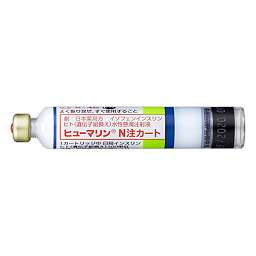 よく振り混ぜ、すぐ使用すること
劇 日本薬局方 イソフェンインスリン
ヒト(遺伝子組換え)水性懸濁注射液
ヒューマリン®N注カート
1カートリッジ中 日局インスリン
/2020